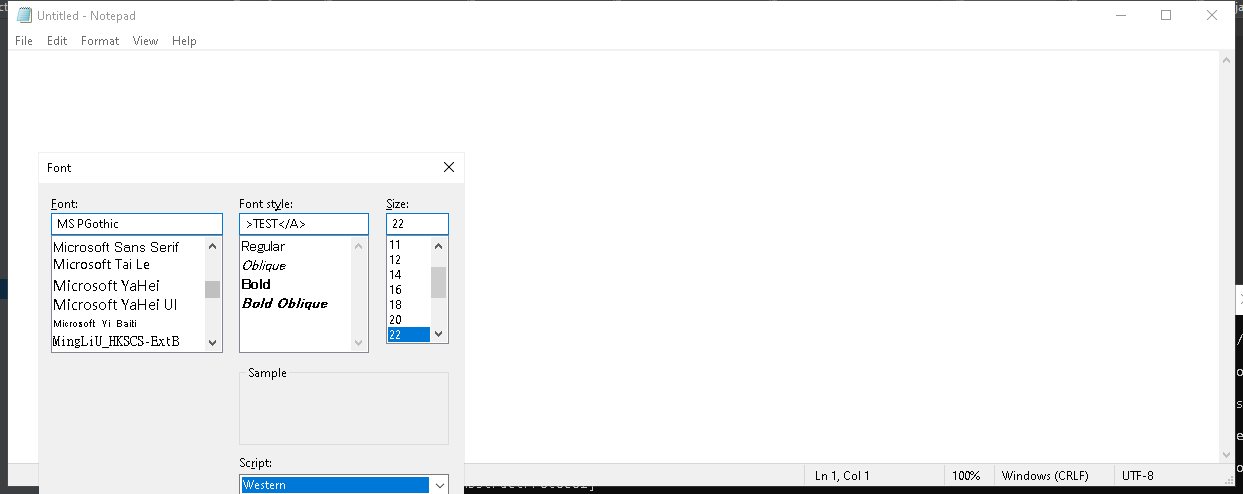 Untitled - Notepad
File Edit Format View Help
Font
Font: Font style: Size:
MS PGothic >TEST</A> 22
Microsoft Sans Serif
Microsoft Tai Le
Microsoft YaHei
Microsoft YaHei UI
Microsoft Yi Baiti
MingLiU_HKSCS-ExtB
Regular
Oblique
Bold
Bold Oblique
11
12
14
16
18
20
22
Sample
Script:
Western
Ln 1, Col 1 100% Windows (CRLF) UTF-8